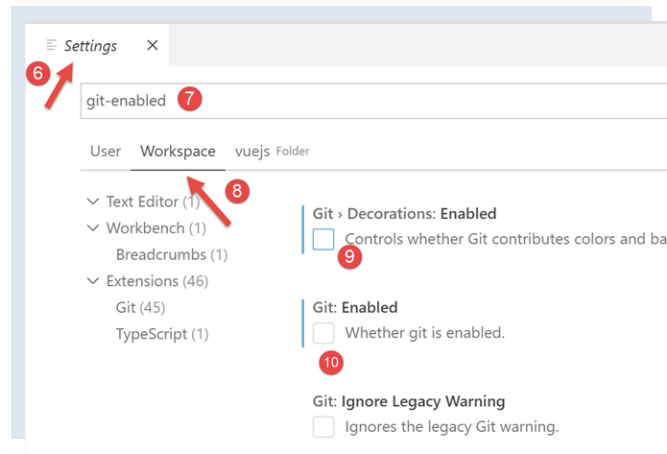 Settings
6
git-enabled 7
User Workspace vuejs Folder
8
Text Editor (1)
Workbench (1)
Breadcrumbs (1)
Extensions (46)
Git (45)
TypeScript (1)
Git › Decorations: Enabled
Controls whether Git contributes colors and ba
9
Git: Enabled
Whether git is enabled.
10
Git: Ignore Legacy Warning
Ignores the legacy Git warning.